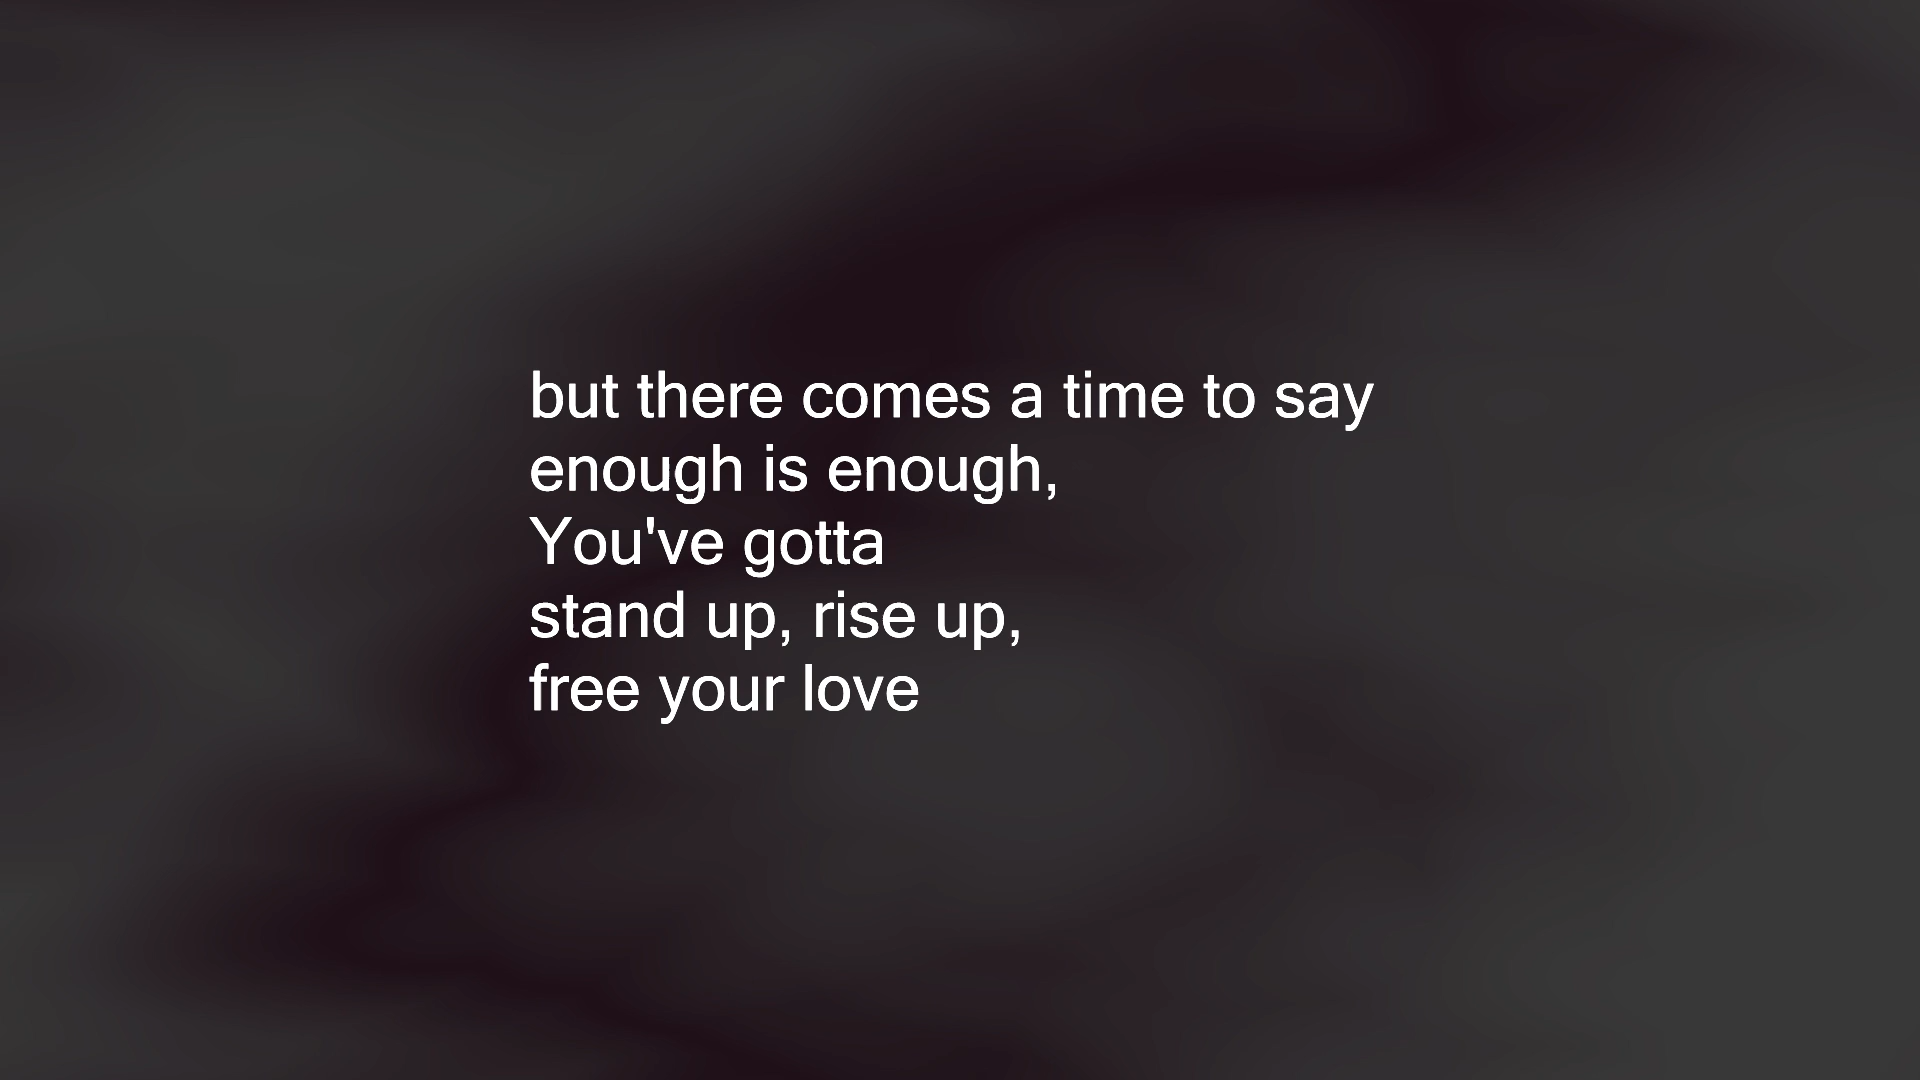 but there comes a time to say
enough is enough,
You've gotta
stand up, rise up,
free your love